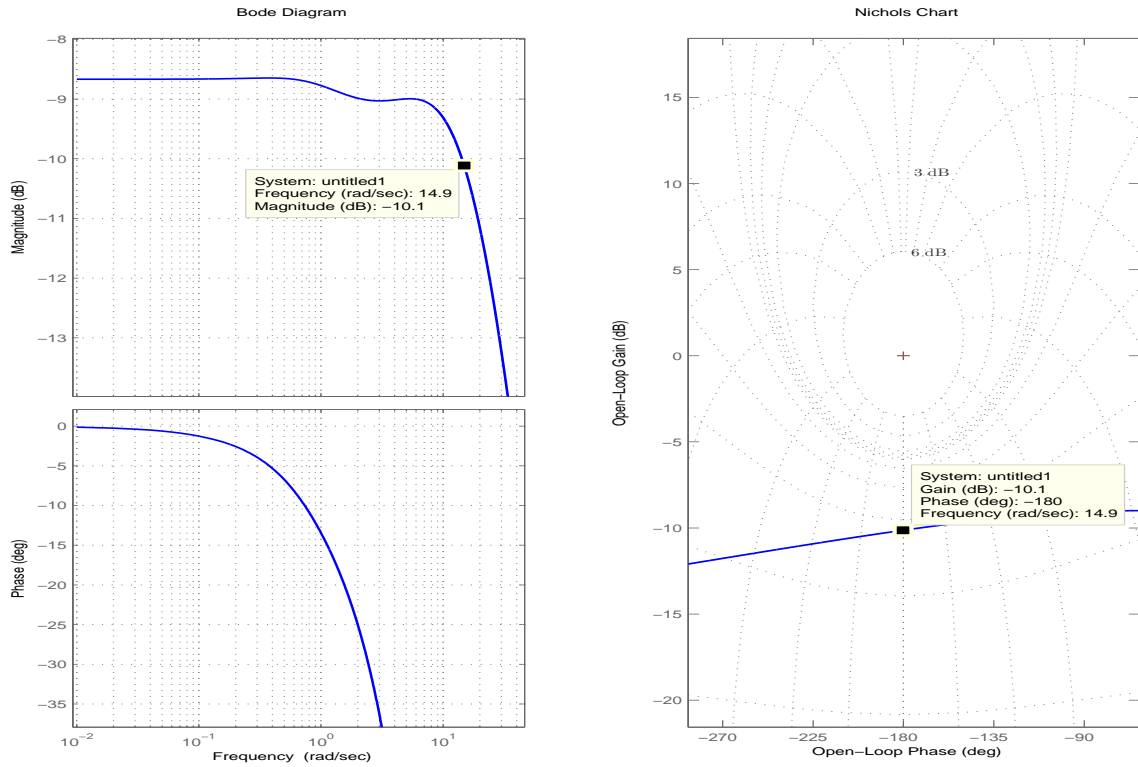 Bode Diagram
−8
−9
−10
−11
−12
−13
Magnitude (dB)
System: untitled1
Frequency (rad/sec): 14.9
Magnitude (dB): −10.1
0
−5
−10
−15
−20
−25
−30
−35
Phase (deg)
10−2
10−1
100
101
Frequency (rad/sec)
Nichols Chart
15
10
5
0
−5
−10
−15
−20
Open−Loop Gain (dB)
3 dB
6 dB
System: untitled1
Gain (dB): −10.1
Phase (deg): −180
Frequency (rad/sec): 14.9
−270
−225
−180
−135
−90
Open−Loop Phase (deg)